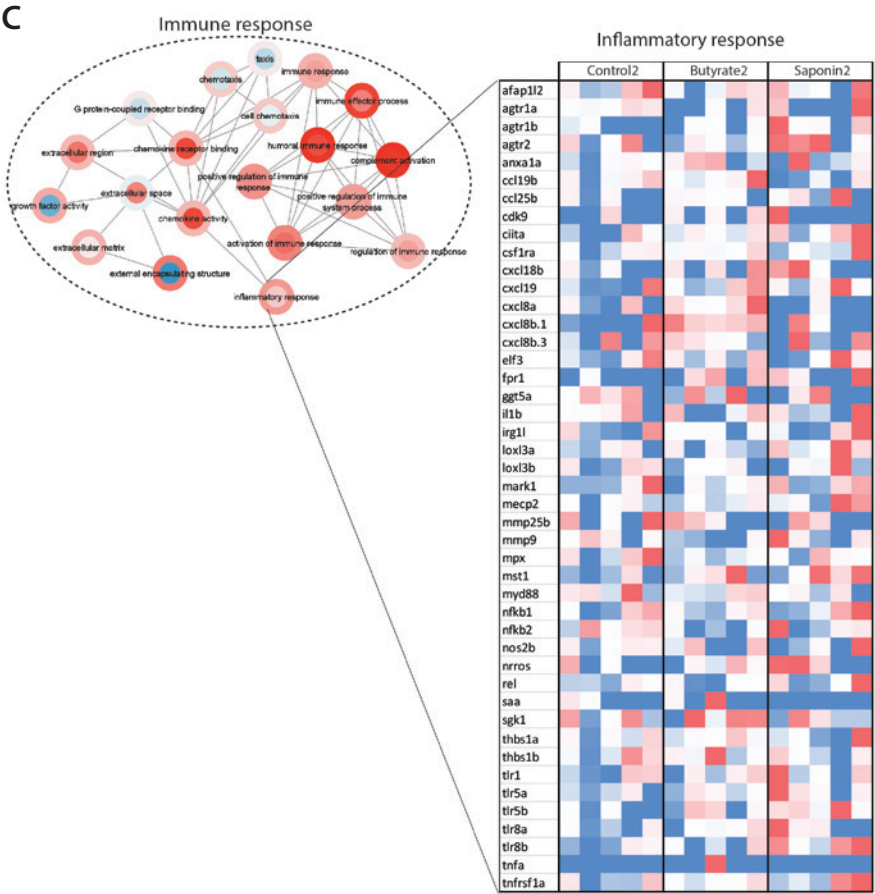 C
Immune response
taxis
chemotaxis
immune response
G protein-coupled receptor binding
immune effector process
cell chemotaxis
extracellular region
chemokine receptor binding
humoral immune response
complement activation
positive regulation of immune
response
extracellular space
growth factor activity
positive regulation of immune
system process
chemokine activity
extracellular matrix
activation of immune response
regulation of immune response
external encapsulating structure
inflammatory response
Inflammatory response
Control2 Butyrate2 Saponin2
afap1l2
agtr1a
agtr1b
agtr2
anxa1a
ccl19b
ccl25b
cdk9
ciita
csf1ra
cxcl18b
cxcl19
cxcl8a
cxcl8b.1
cxcl8b.3
elf3
fpr1
ggt5a
il1b
irg1l
loxl3a
loxl3b
mark1
mecp2
mmp25b
mmp9
mpx
mst1
myd88
nfkb1
nfkb2
nos2b
nrros
rel
saa
sgk1
thbs1a
thbs1b
tlr1
tlr5a
tlr5b
tlr8a
tlr8b
tnfa
tnfrsf1a